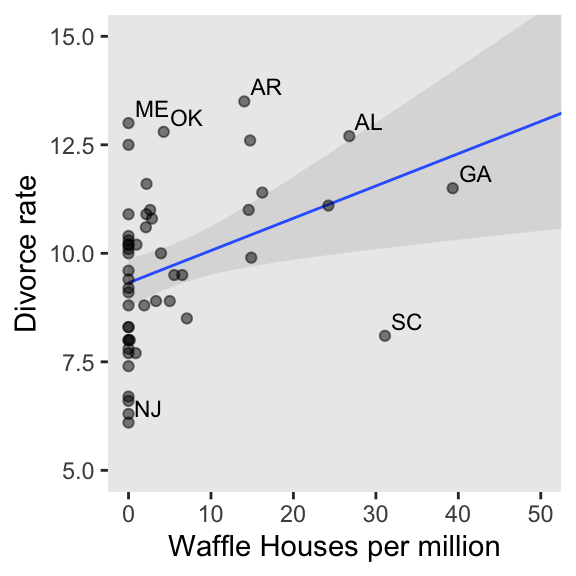 15.0
AR
ME
OK
12.5
AL
GA
Divorce rate
10.0
SC
7.5
NJ
5.0
0 10 20 30 40 50
Waffle Houses per million